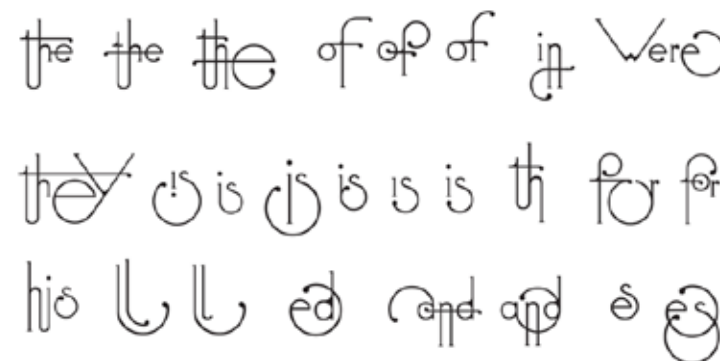 the the the of of of in were
they is is is is is is th for for
his ll ll ed and and es es